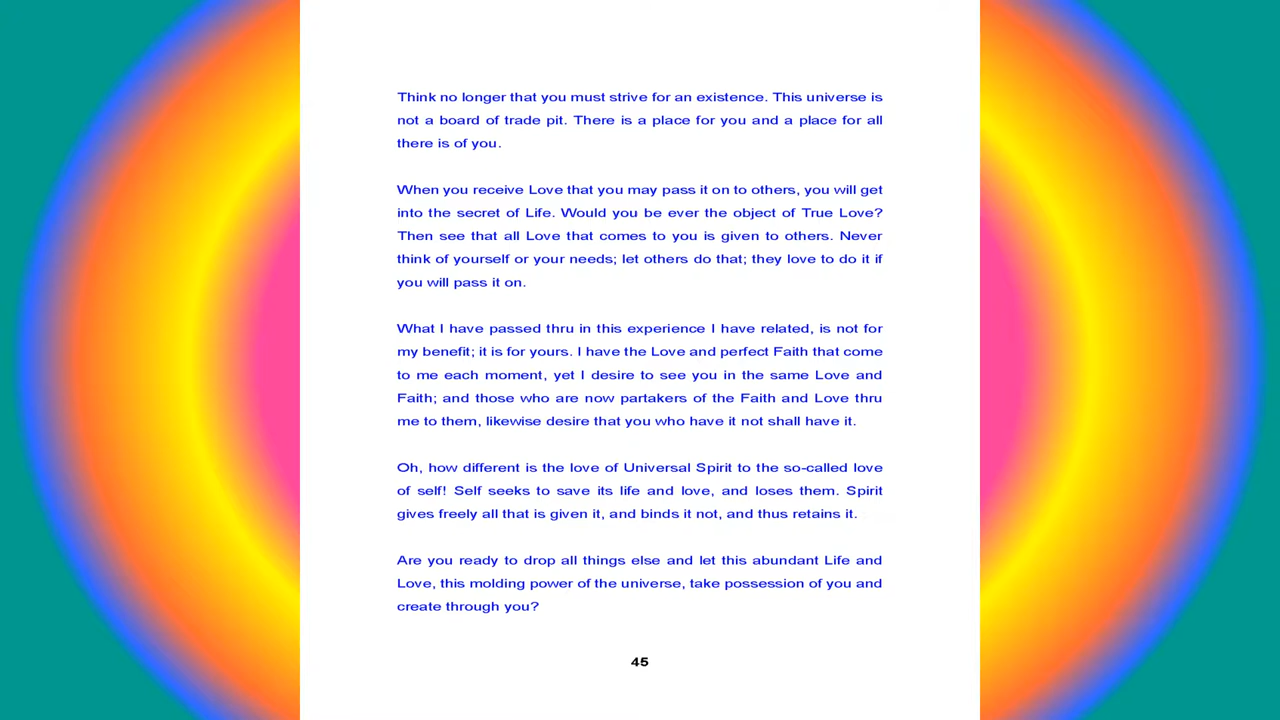 Think no longer that you must strive for an existence. This universe is
not a board of trade pit. There is a place for you and a place for all
there is of you.
When you receive Love that you may pass it on to others, you will get
into the secret of Life. Would you be ever the object of True Love?
Then see that all Love that comes to you is given to others. Never
think of yourself or your needs; let others do that; they love to do it if
you will pass it on.
What I have passed thru in this experience I have related, is not for
my benefit; it is for yours. I have the Love and perfect Faith that come
to me each moment, yet I desire to see you in the same Love and
Faith; and those who are now partakers of the Faith and Love thru
me to them, likewise desire that you who have it not shall have it.
Oh, how different is the love of Universal Spirit to the so-called love
of self! Self seeks to save its life and love, and loses them. Spirit
gives freely all that is given it, and binds it not, and thus retains it.
Are you ready to drop all things else and let this abundant Life and
Love, this molding power of the universe, take possession of you and
create through you?
45